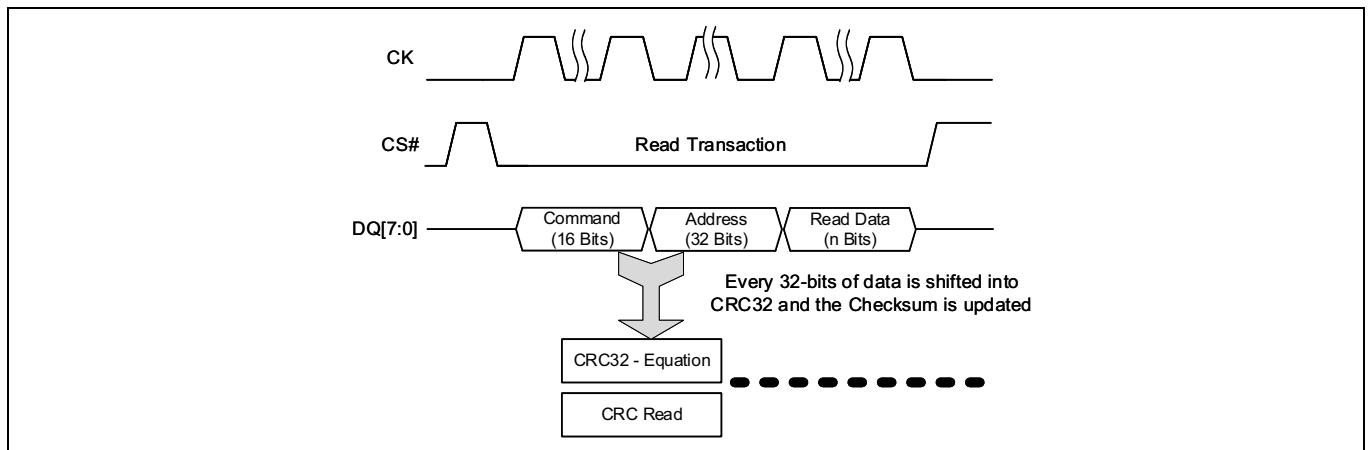 CK
CS#
Read Transaction
DQ[7:0]
Command
(16 Bits)
Address
(32 Bits)
Read Data
(n Bits)
Every 32-bits of data is shifted into
CRC32 and the Checksum is updated
CRC32 - Equation
CRC Read